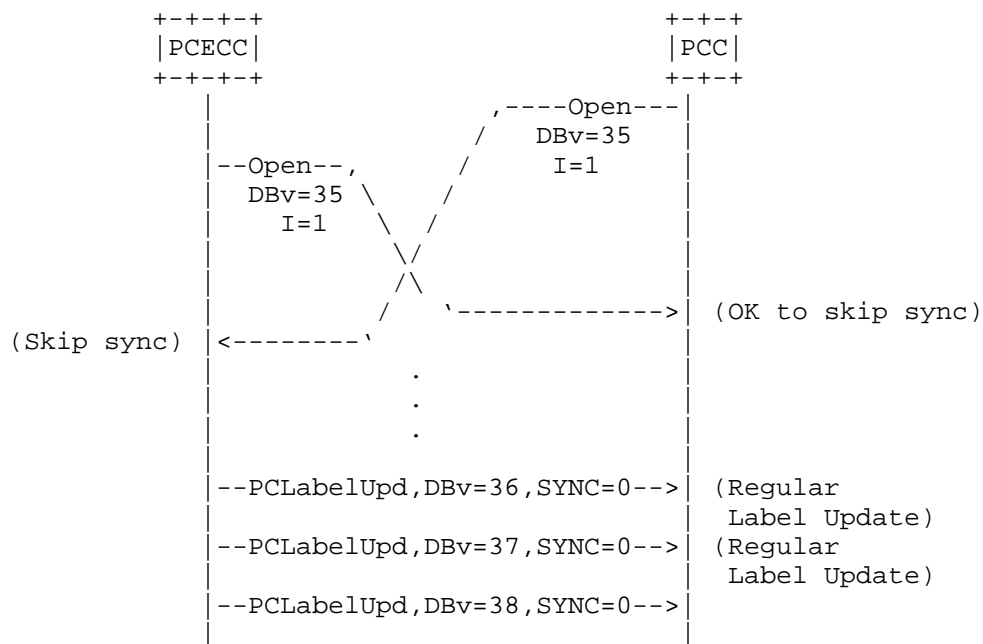 +-+-+-+                           +-+-+
|PCECC|                           |PCC|
+-+-+-+                           +-+-+
,----Open---
DBv=35
--Open--,          I=1
DBv=35
I=1
`------------->  (OK to skip sync)
(Skip sync)  <--------`
.
.
.
--PCLabelUpd,DBv=36,SYNC=0-->  (Regular
Label Update)
--PCLabelUpd,DBv=37,SYNC=0-->  (Regular
Label Update)
--PCLabelUpd,DBv=38,SYNC=0-->